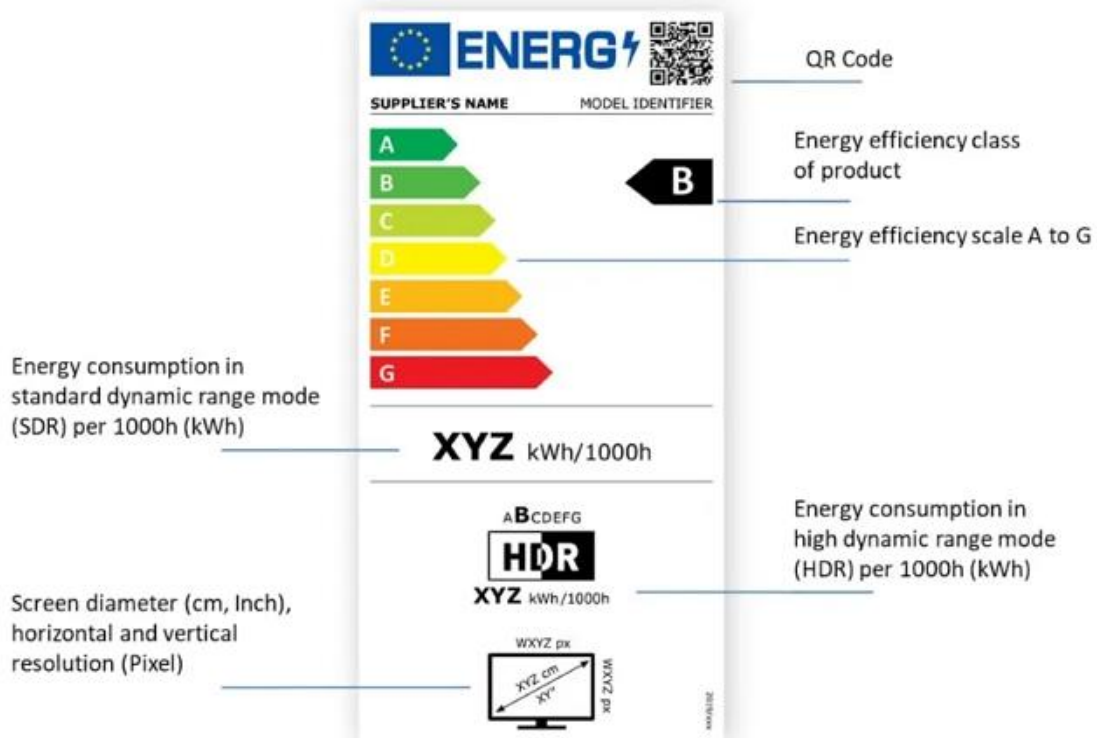 ENERG
QR Code
SUPPLIER'S NAME MODEL IDENTIFIER
A
B
C
D
E
F
G
B
Energy efficiency class
of product
Energy efficiency scale A to G
Energy consumption in
standard dynamic range mode
(SDR) per 1000h (kWh)
XYZ kWh/1000h
ABCDEFG
HDR
XYZ kWh/1000h
Energy consumption in
high dynamic range mode
(HDR) per 1000h (kWh)
Screen diameter (cm, Inch),
horizontal and vertical
resolution (Pixel)
WXYZ px
XYZ cm
XY"
WXYZ px